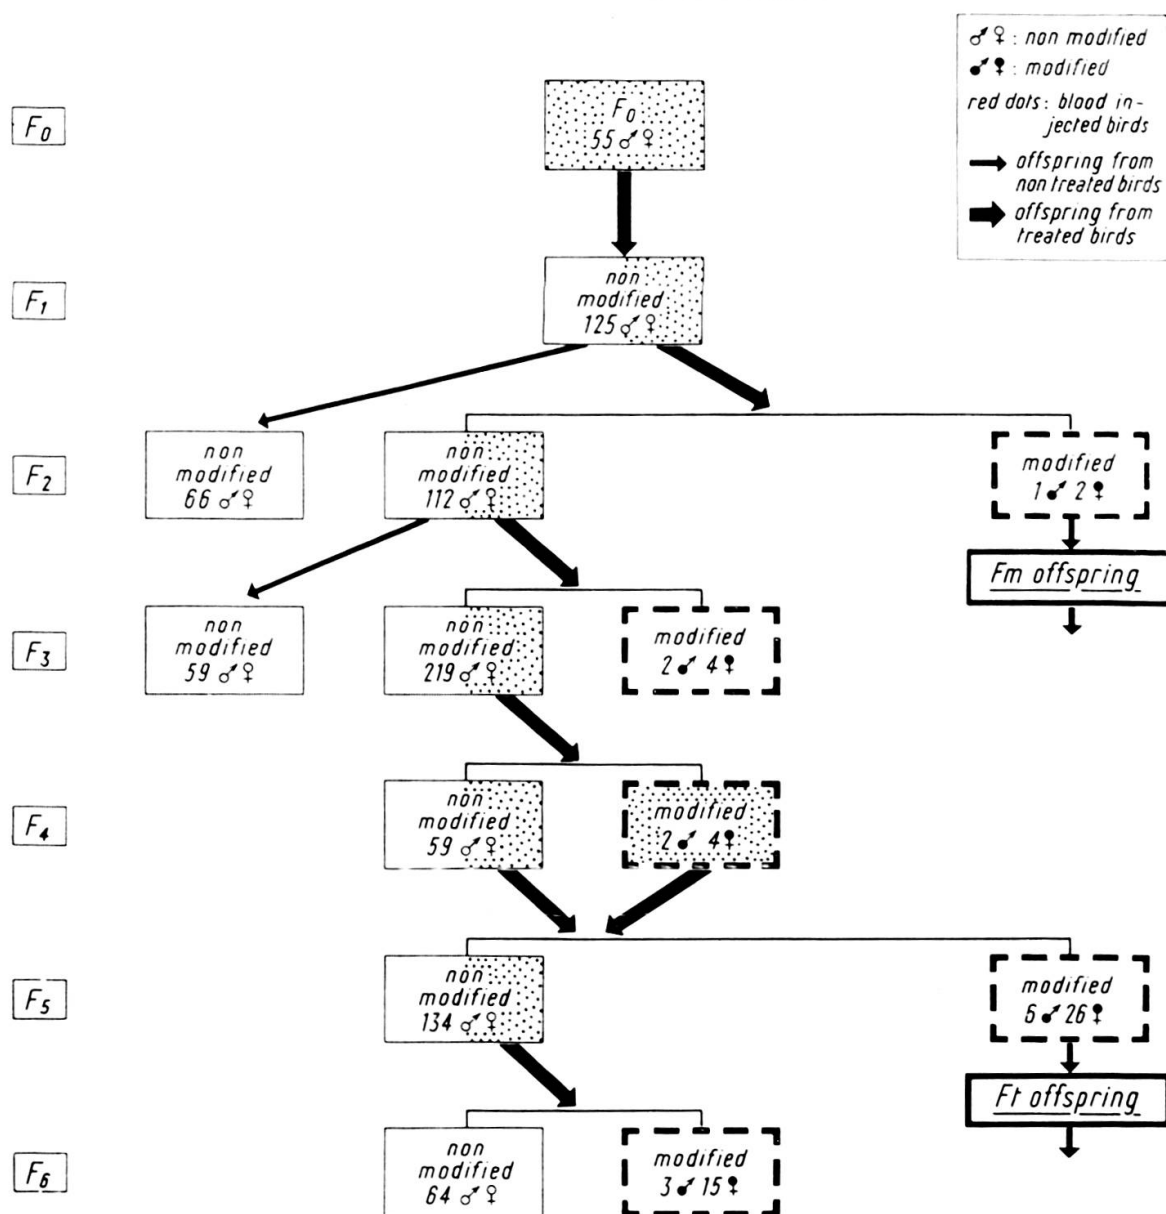 ♂ ♀ : non modified
♂ ♀ : modified
red dots : blood in-
jected birds
offspring from
non treated birds
offspring from
treated birds
F0
F0
55 ♂ ♀
F1
non
modified
125 ♂ ♀
F2
non
modified
66 ♂ ♀
non
modified
112 ♂ ♀
modified
1 ♂ 2 ♀
Fm offspring
F3
non
modified
59 ♂ ♀
non
modified
219 ♂ ♀
modified
2 ♂ 4 ♀
F4
non
modified
59 ♂ ♀
modified
2 ♂ 4 ♀
F5
non
modified
134 ♂ ♀
modified
♂ 26 ♀
Ft offspring
F6
non
modified
64 ♂ ♀
modified
3 ♂ 15 ♀